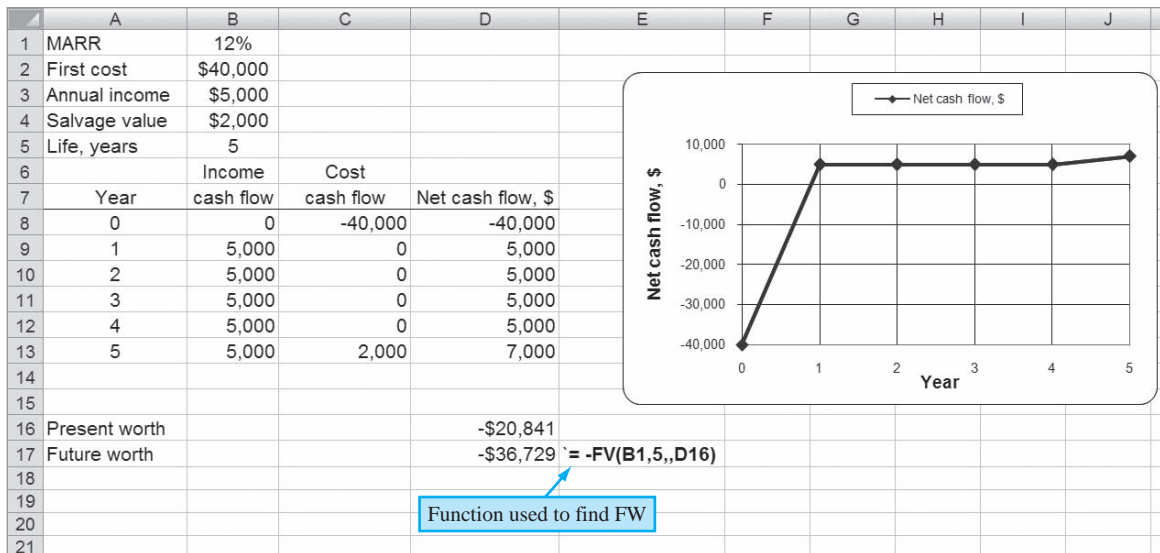 A B C D E F G H I J
1 MARR 12%
2 First cost $40,000
3 Annual income $5,000
4 Salvage value $2,000
5 Life, years 5
6 Income Cost
7 Year cash flow cash flow Net cash flow, $
8 0 0 -40,000 -40,000
9 1 5,000 0 5,000
10 2 5,000 0 5,000
11 3 5,000 0 5,000
12 4 5,000 0 5,000
13 5 5,000 2,000 7,000
14
15
16 Present worth -$20,841
17 Future worth -$36,729 `= -FV(B1,5,,D16)
18
19
20
21
Function used to find FW
Net cash flow, $
Net cash flow, $
10,000
0
-10,000
-20,000
-30,000
-40,000
0 1 2 3 4 5
Year